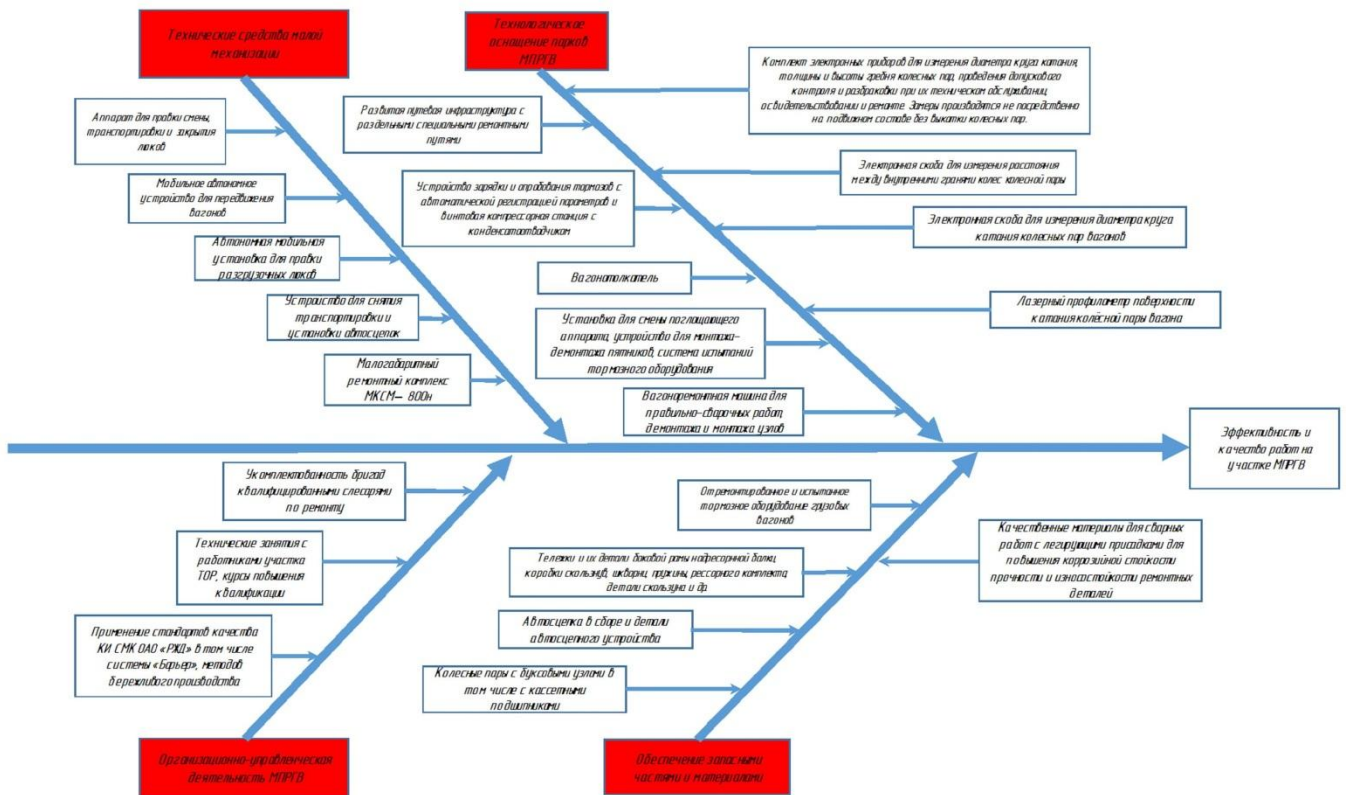 Технические средства малой
механизации
Технологическое
оснащение парков
МПРГВ
Комплект электронных приборов для измерения диаметра круга катания,
толщины и высоты гребня колесных пар, проведения допускового
контроля и разбраковки при их техническом обслуживании,
освидетельствовании и ремонте. Замеры производятся не посредственно
на подвижном составе без выкатки колесных пар.
Аппарат для правки смены,
транспортировки и закрытия
люков
Развитая путевая инфраструктура с
раздельными специальными ремонтными
путями
Электронная скоба для измерения расстояния
между внутренними гранями колес колесной пары
Мобильное автономное
устройство для передвижения
вагонов
Устройство зарядки и опробования тормозов с
автоматической регистрацией параметров и
винтовая компрессорная станция с
конденсатоотводчиком
Электронная скоба для измерения диаметра круга
катания колесных пар вагонов
Автономная мобильная
установка для правки
разгрузочных люков
Вагонотолкатель
Устройство для снятия
транспортировки и
установки автосцепок
Лазерный профилометр поверхности
катания колёсной пары вагона
Установка для смены поглощающего
аппарата, устройство для монтажа-
демонтажа пятников, система испытаний
тормозного оборудования
Малогабаритный
ремонтный комплекс
МКСМ– 800н
Вагоноремонтная машина для
правильно-сварочных работ,
демонтажа и монтажа узлов
Эффективность и
качество работ на
участке МПРГВ
Укомплектованность бригад
квалифицированными слесарями
по ремонту
Отремонтированное и испытанное
тормозное оборудование грузовых
вагонов
Технические занятия с
работниками участка
ТОР, курсы повышения
квалификации
Качественные материалы для сварных
работ с легирующими присадками для
повышения коррозийной стойкости
прочности и износостойкости ремонтных
деталей
Тележки и их детали: боковой рамы надресорчной балки,
коробки скользунв, шкворнц, пружины, рессорного комплекта,
детали скользуна и др.
Автосцепка в сборе и детали
автосцепного устройства
Применение стандартов качества
КИ СМК ОАО «РЖД» в том числе
системы «Барьер», методов
бережливого производства
Колесные пары с буксовыми узлами в
том числе с кассетными
подшипниками
Организационно-управленческая
деятельность МПРГВ
Обеспечение запасными
частями и материалами